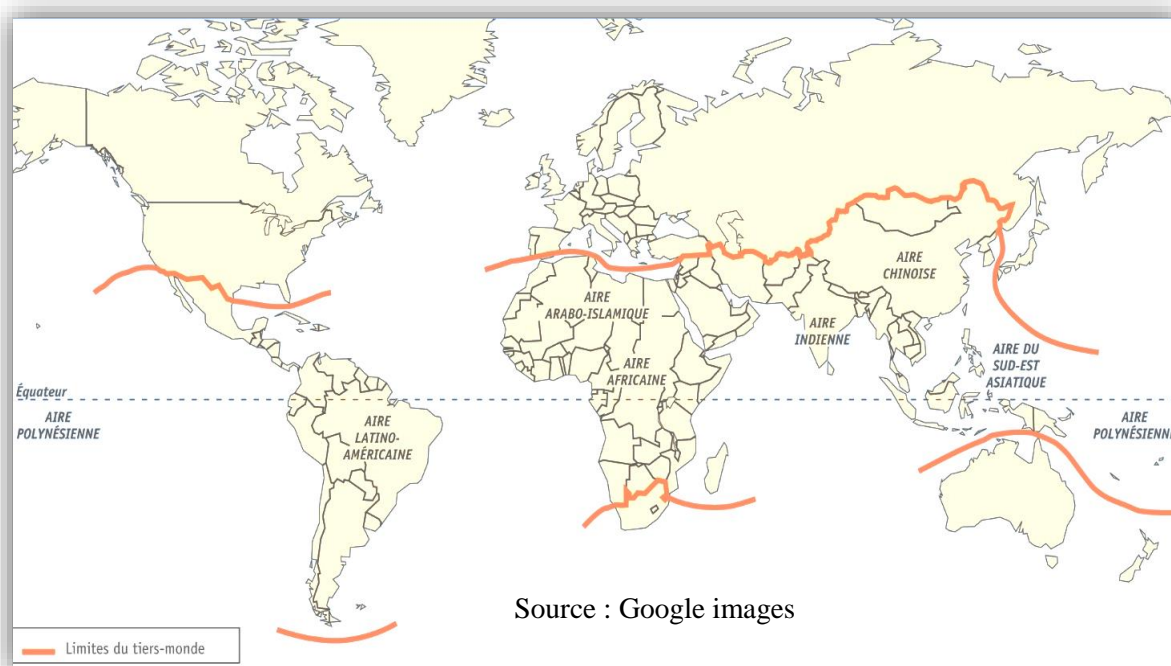 AIRE
CHINOISE
AIRE
ARABO-ISLAMIQUE
AIRE
INDIENNE
AIRE DU
SUD-EST
ASIATIQUE
AIRE
AFRICAINE
Équateur
AIRE
POLYNÉSIENNE
AIRE
LATINO-
AMÉRICAINE
AIRE
POLYNÉSIENNE
Source : Google images
Limites du tiers-monde